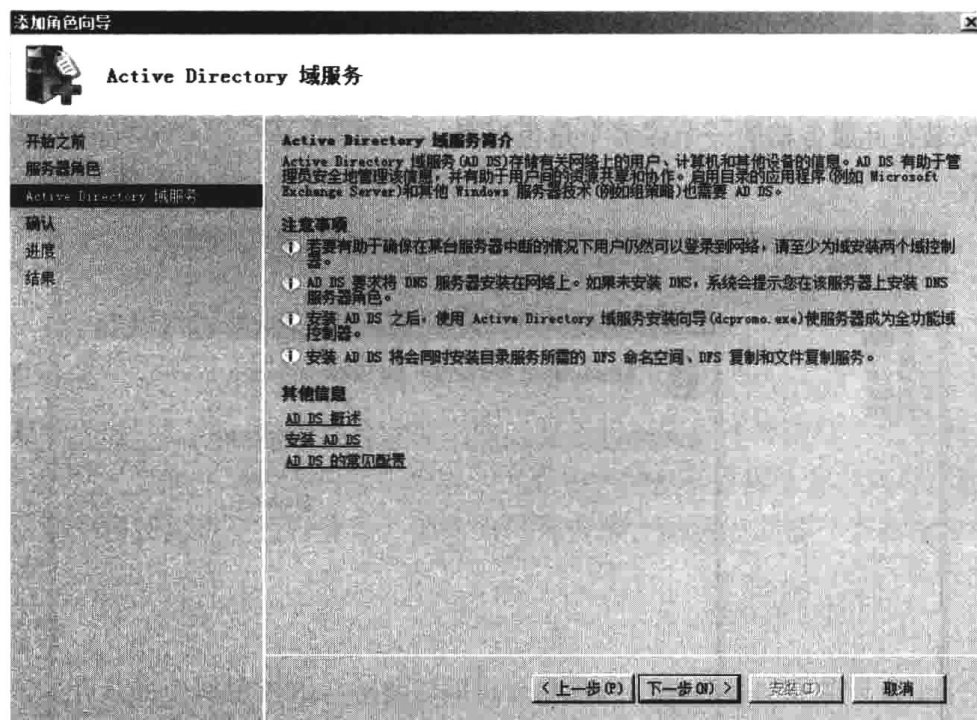 添加角色向导
Active Directory 域服务
开始之前
服务器角色
Active Directory 域服务
确认
进度
结果
Active Directory 域服务简介
Active Directory 域服务(AD DS)存储有关网络上的用户、计算机和其他设备的信息。AD DS 有助于管
理员安全地管理该信息，并有助于用户间的资源共享和协作。启用目录的应用程序(例如 Microsoft
Exchange Server)和其他 Windows 服务器技术(例如组策略)也需要 AD DS。
注意事项
若要有助于确保在某台服务器中断的情况下用户仍然可以登录到网络，请至少为域安装两个域控制
器。
AD DS 要求将 DNS 服务器安装在网络上。如果未安装 DNS，系统会提示您在该服务器上安装 DNS
服务器角色。
安装 AD DS 之后，使用 Active Directory 域服务安装向导(dcpromo.exe)使服务器成为全功能域
控制器。
安装 AD DS 将会同时安装目录服务所需的 DFS 命名空间、DFS 复制和文件复制服务。
其他信息
AD DS 概述
安装 AD DS
AD DS 的常见配置
< 上一步(P)
下一步(N) >
安装(I)
取消